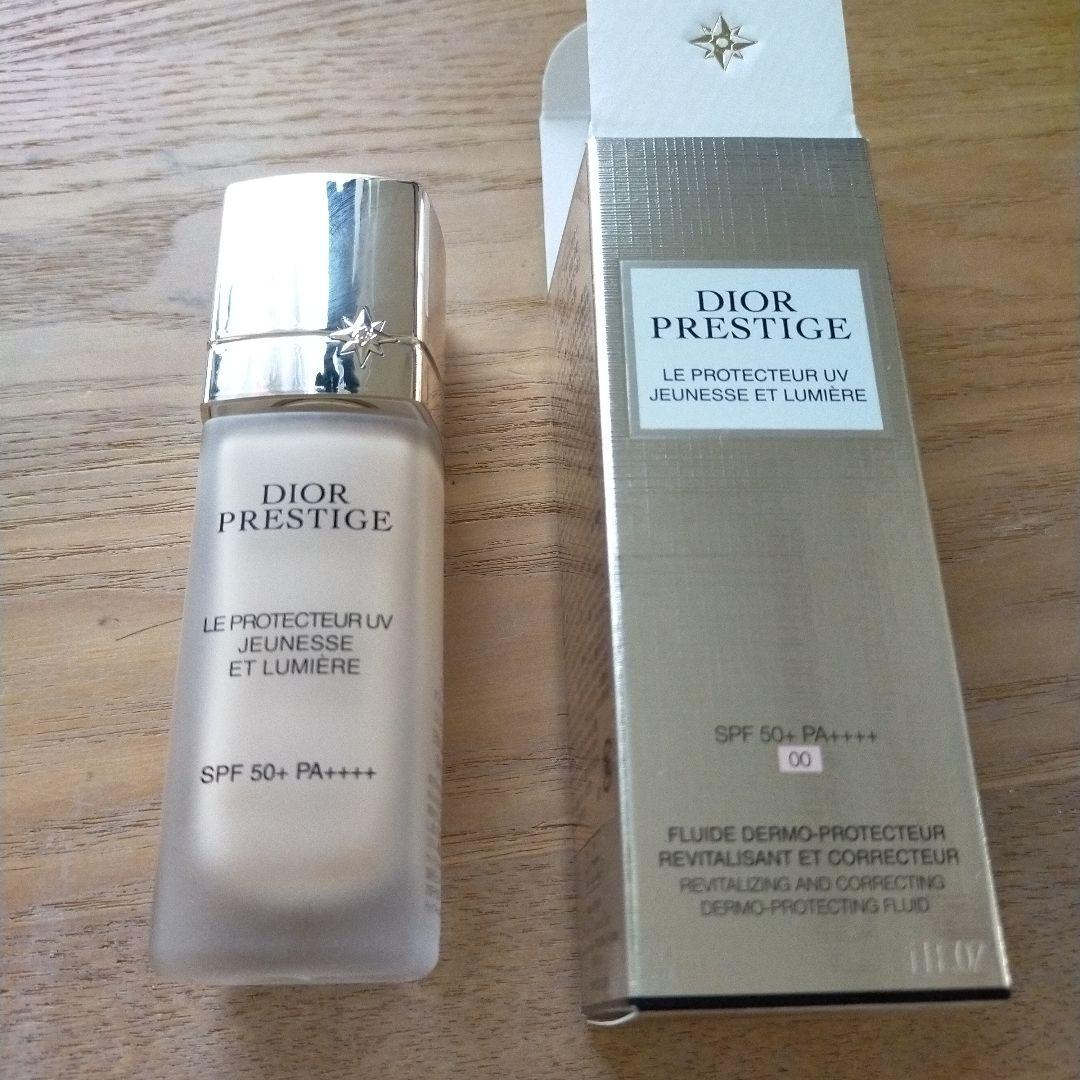 DIOR
PRESTIGE
LE PROTECTEUR UV
JEUNESSE
ET LUMIÈRE
SPF 50+ PA++++
DIOR
PRESTIGE
LE PROTECTEUR UV
JEUNESSE ET LUMIÈRE
SPF 50+ PA++++
00
FLUIDE DERMO-PROTECTEUR
REVITALISANT ET CORRECTEUR
REVITALIZING AND CORRECTING
DERMO-PROTECTING FLUID